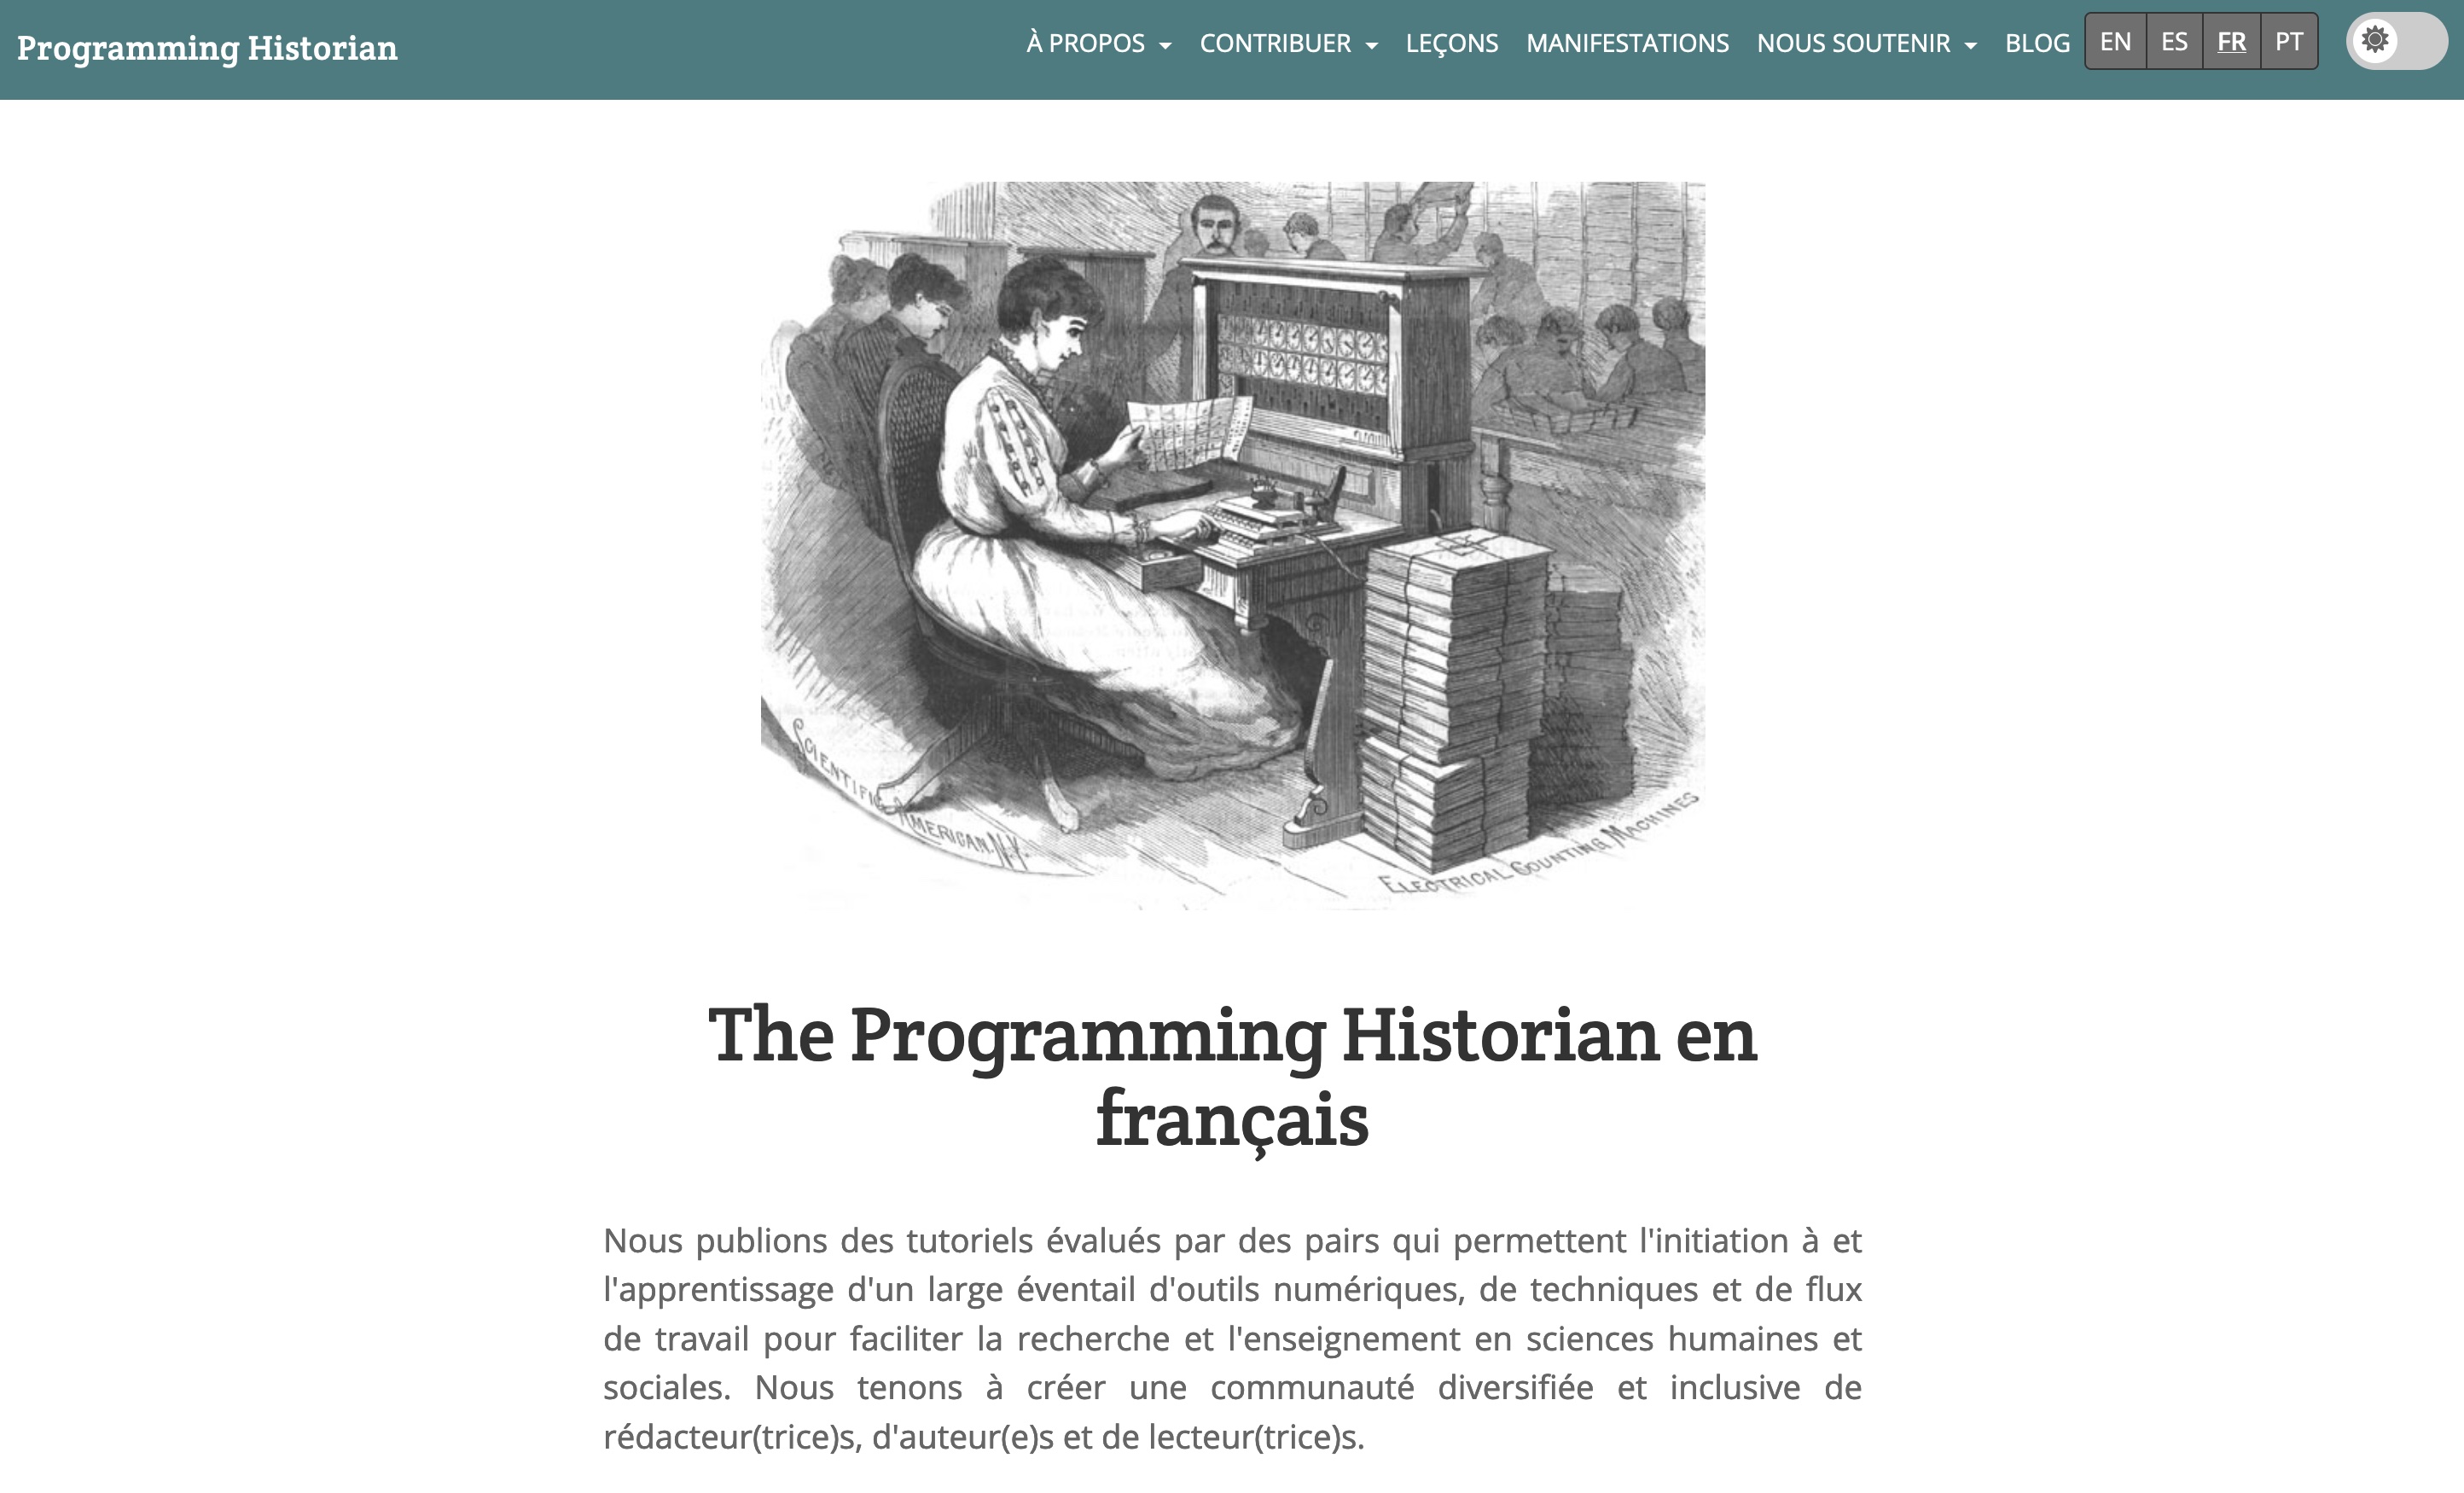 Programming Historian
À PROPOS CONTRIBUER LEÇONS MANIFESTATIONS NOUS SOUTENIR BLOG EN ES FR PT
SCIENTIFIC AMERICAN. N.Y.
ELECTRICAL COUNTING MACHINES
The Programming Historian en
français
Nous publions des tutoriels évalués par des pairs qui permettent l'initiation à et
l'apprentissage d'un large éventail d'outils numériques, de techniques et de flux
de travail pour faciliter la recherche et l'enseignement en sciences humaines et
sociales. Nous tenons à créer une communauté diversifiée et inclusive de
rédacteur(trice)s, d'auteur(e)s et de lecteur(trice)s.